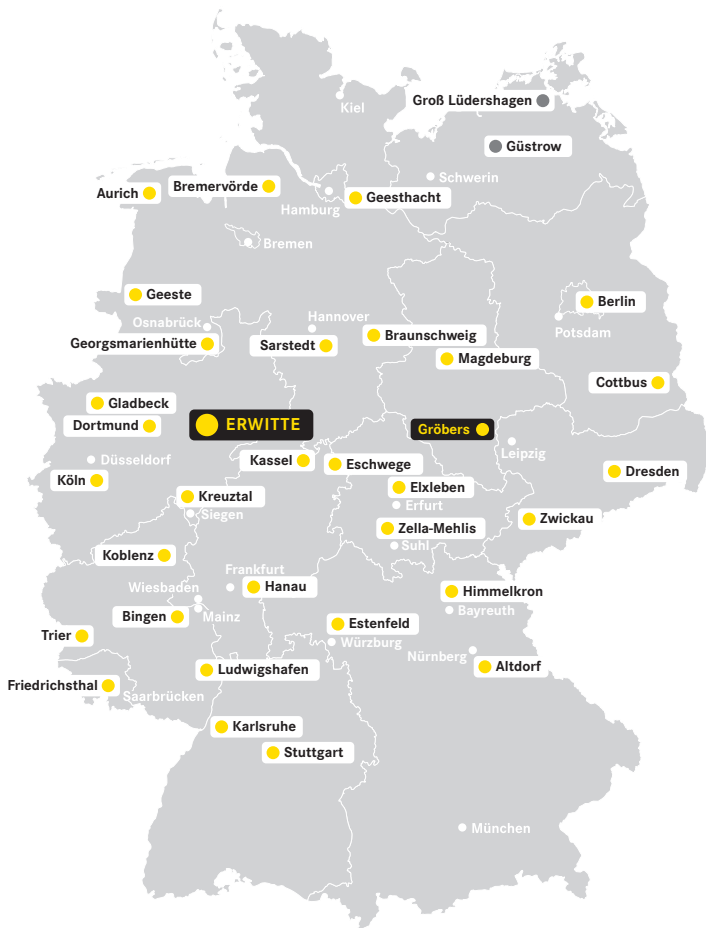 Kiel
Groß Lüdershagen
Güstrow
Schwerin
Bremervörde
Aurich
Geesthacht
Hamburg
Bremen
Geeste
Berlin
Hannover
Osnabrück
Potsdam
Braunschweig
Georgsmarienhütte
Sarstedt
Magdeburg
Cottbus
Gladbeck
Dortmund
ERWITTE
Gröbers
Leipzig
Düsseldorf
Kassel
Eschwege
Dresden
Köln
Elxleben
Kreuztal
Erfurt
Siegen
Zwickau
Zella-Mehlis
Suhl
Koblenz
Frankfurt
Wiesbaden
Hanau
Himmelkron
Bayreuth
Bingen
Mainz
Estenfeld
Trier
Würzburg
Nürnberg
Altdorf
Ludwigshafen
Friedrichsthal
Saarbrücken
Karlsruhe
Stuttgart
München